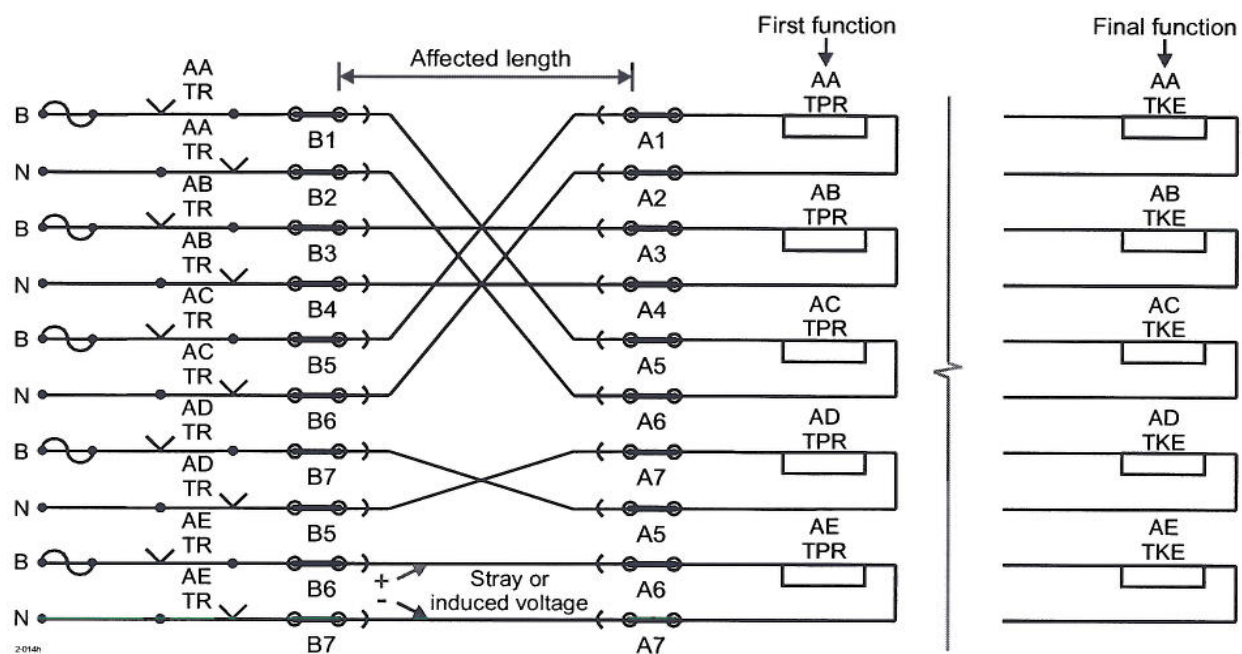 First function
Final function
Affected length
AA
TR
B
B1
A1
AA
TPR
AA
TKE
AA
TR
N
B2
A2
AB
TR
B
B3
A3
AB
TPR
AB
TKE
AB
TR
N
B4
A4
AC
TR
B
B5
A5
AC
TPR
AC
TKE
AC
TR
N
B6
A6
AD
TR
B
B7
A7
AD
TPR
AD
TKE
AD
TR
N
B5
A5
AE
TR
B
B6
A6
AE
TPR
AE
TKE
+
-
Stray or
induced voltage
AE
TR
N
B7
A7
2-014h